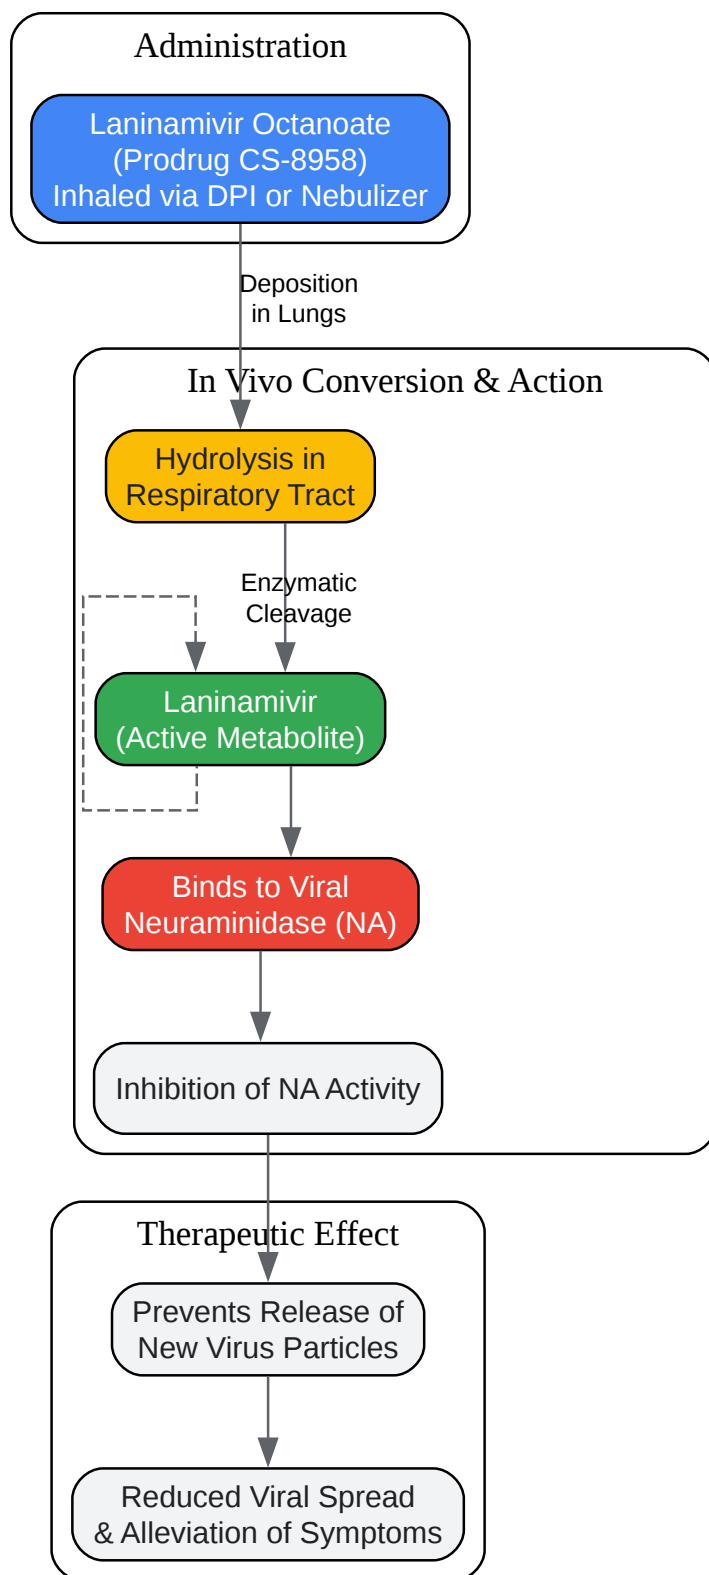 Administration
Laninamivir Octanoate
(Prodrug CS-8958)
Inhaled via DPI or Nebulizer
Deposition
in Lungs
In Vivo Conversion & Action
Hydrolysis in
Respiratory Tract
Enzymatic
Cleavage
Laninamivir
(Active Metabolite)
Binds to Viral
Neuraminidase (NA)
Inhibition of NA Activity
Therapeutic Effect
Prevents Release of
New Virus Particles
Reduced Viral Spread
& Alleviation of Symptoms